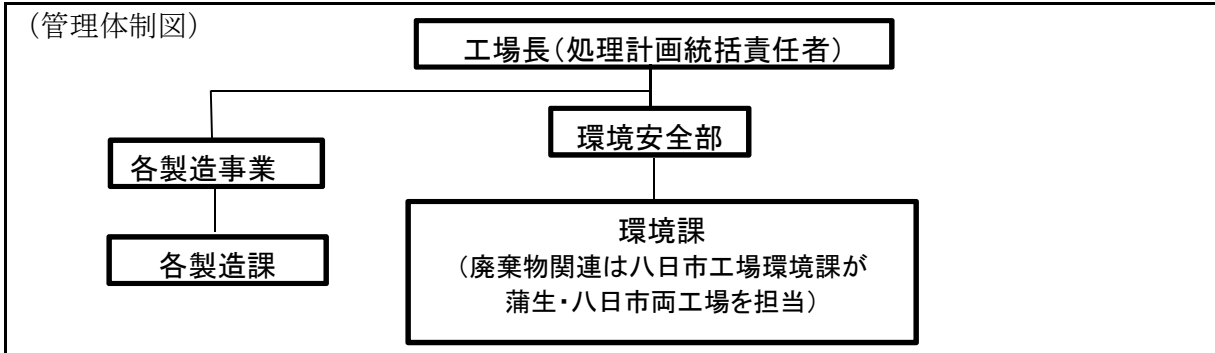 （管理体制図）
工場長（処理計画統括責任者）
環境安全部
各製造事業
各製造課
環境課
（廃棄物関連は八日市工場環境課が
蒲生・八日市両工場を担当）